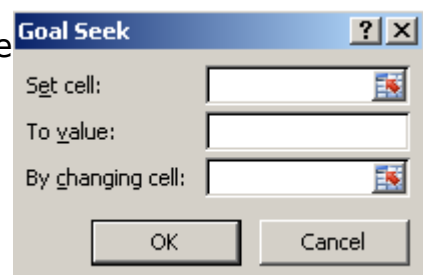 e
Goal Seek ? X
Set cell:
To value:
By changing cell:
OK Cancel